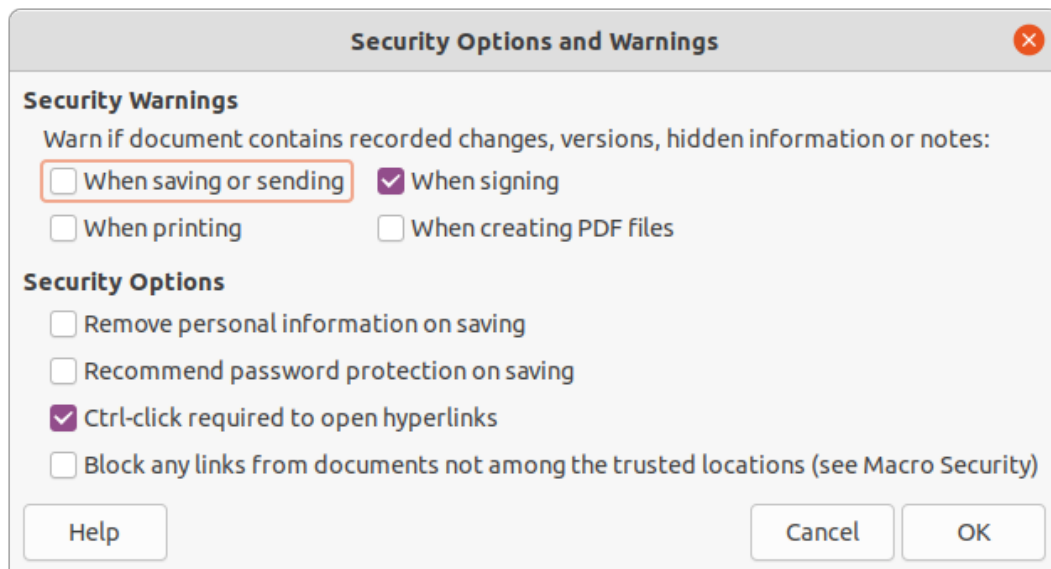 Security Options and Warnings
Security Warnings
Warn if document contains recorded changes, versions, hidden information or notes:
When saving or sending When signing
When printing When creating PDF files
Security Options
Remove personal information on saving
Recommend password protection on saving
Ctrl-click required to open hyperlinks
Block any links from documents not among the trusted locations (see Macro Security)
Help Cancel OK